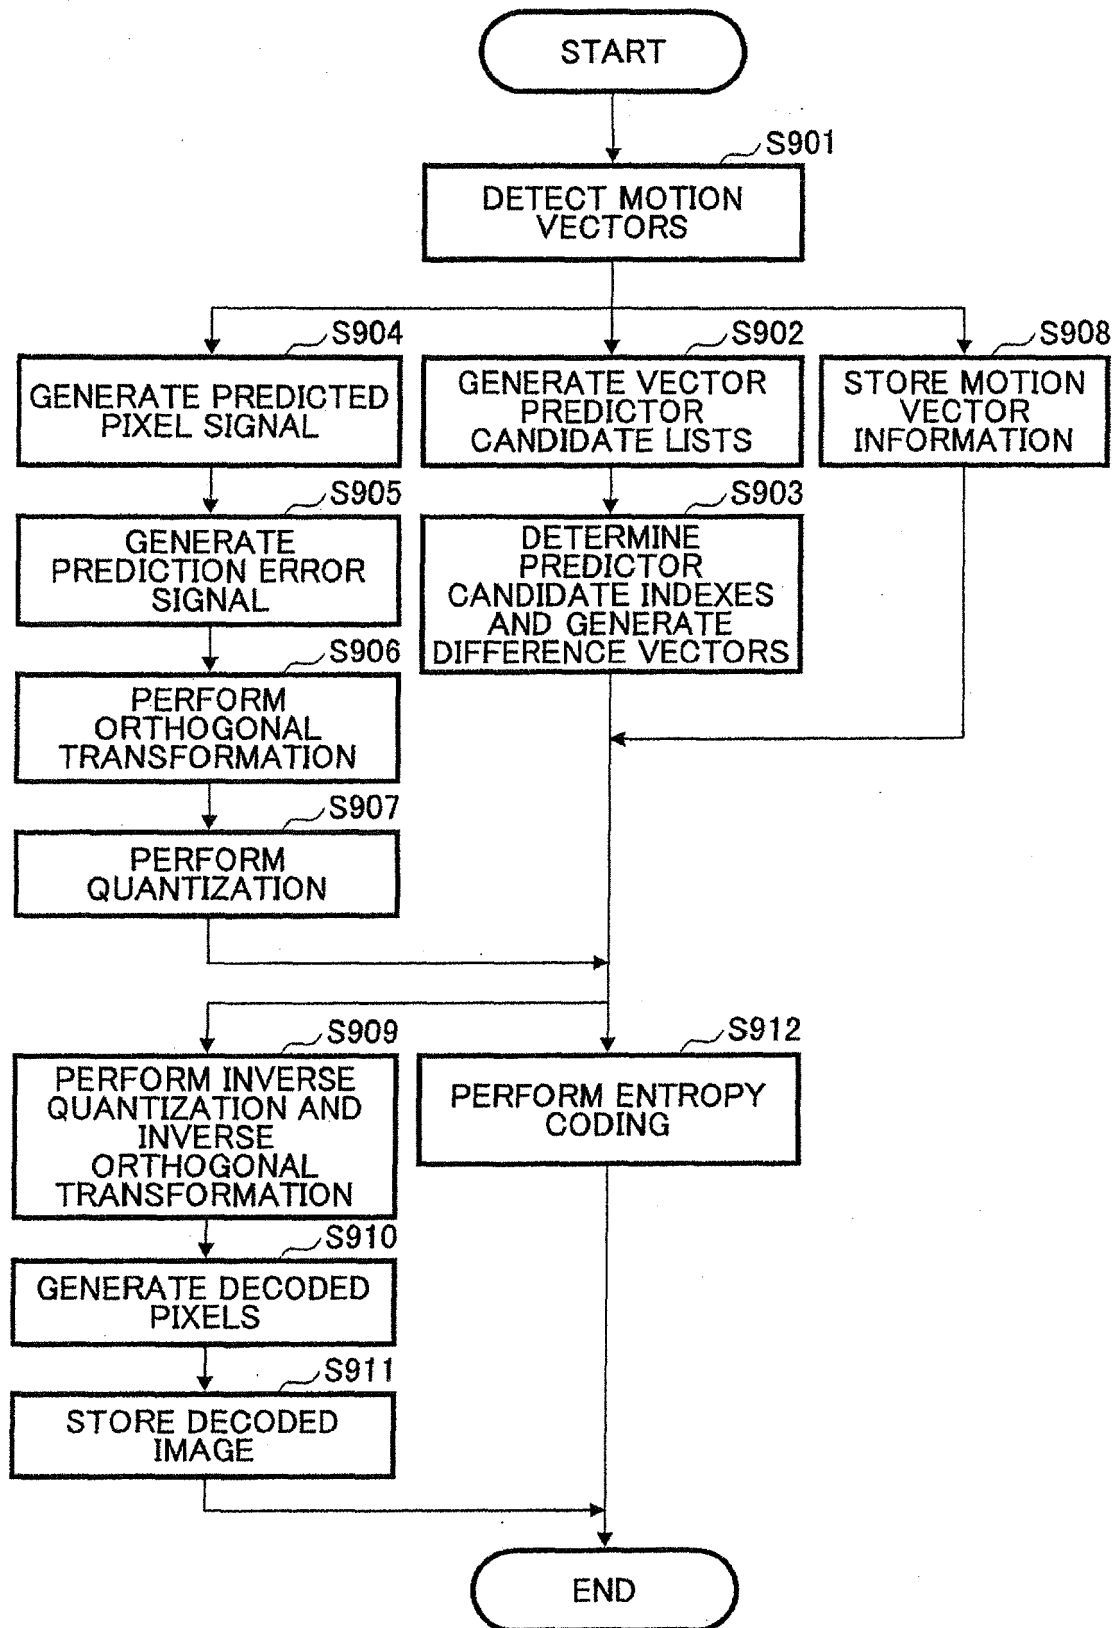 START
S901
DETECT MOTION
VECTORS
S904
GENERATE PREDICTED
PIXEL SIGNAL
S902
GENERATE VECTOR
PREDICTOR
CANDIDATE LISTS
S908
STORE MOTION
VECTOR
INFORMATION
S905
GENERATE
PREDICTION ERROR
SIGNAL
S903
DETERMINE
PREDICTOR
CANDIDATE INDEXES
AND GENERATE
DIFFERENCE VECTORS
S906
PERFORM
ORTHOGONAL
TRANSFORMATION
S907
PERFORM
QUANTIZATION
S909
PERFORM INVERSE
QUANTIZATION AND
INVERSE
ORTHOGONAL
TRANSFORMATION
S912
PERFORM ENTROPY
CODING
S910
GENERATE DECODED
PIXELS
S911
STORE DECODED
IMAGE
END